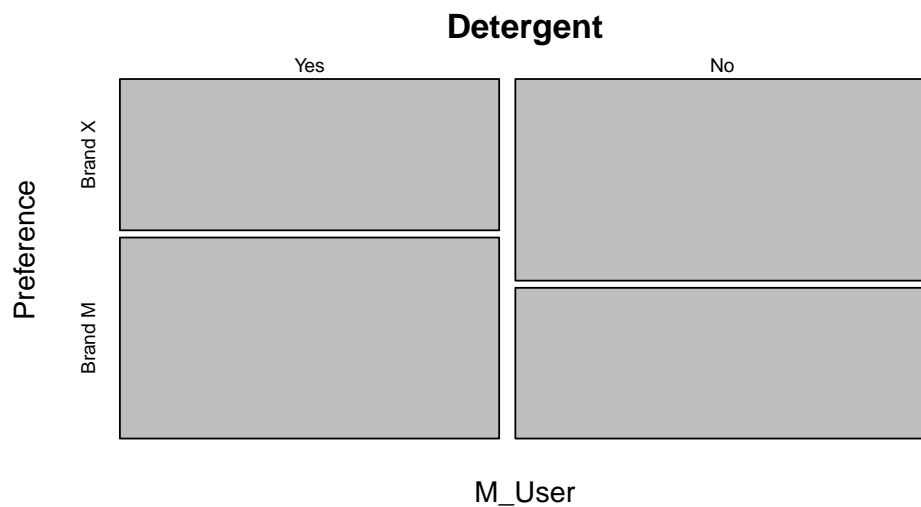 Detergent
Yes
No
Preference
Brand X
Brand M
M_User